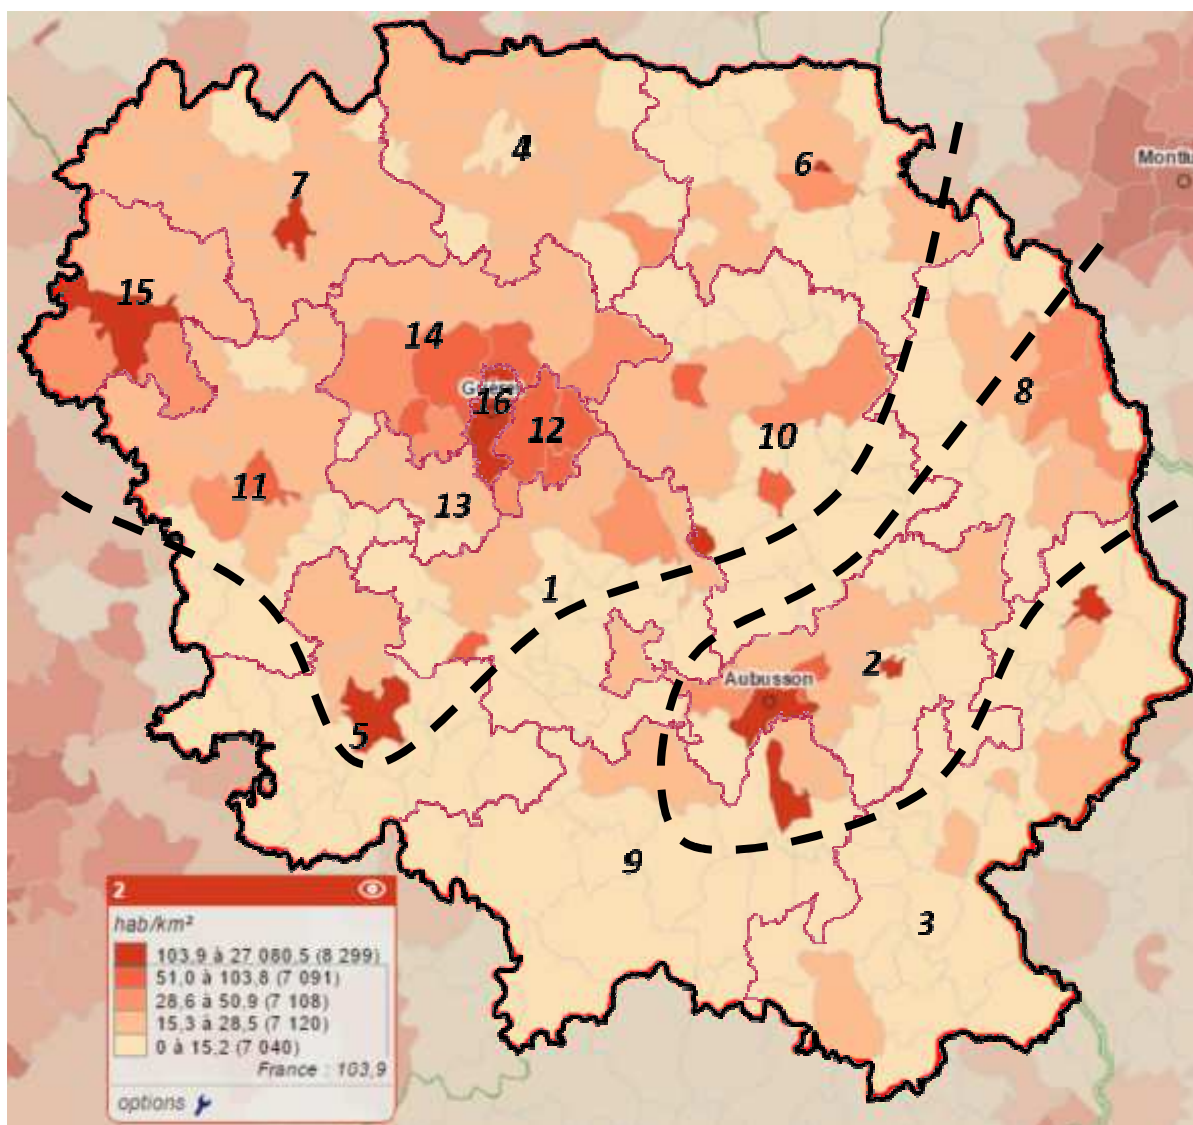 4
6
Montlu
7
15
14
8
Guéret
16
12
10
11
13
1
2
Aubusson
5
9
3
2
hab/km²
103,9 à 27 080,5 (8 299)
51,0 à 103,8 (7 091)
28,6 à 50,9 (7 108)
15,3 à 28,5 (7 120)
0 à 15,2 (7 040)
France : 103,9
options